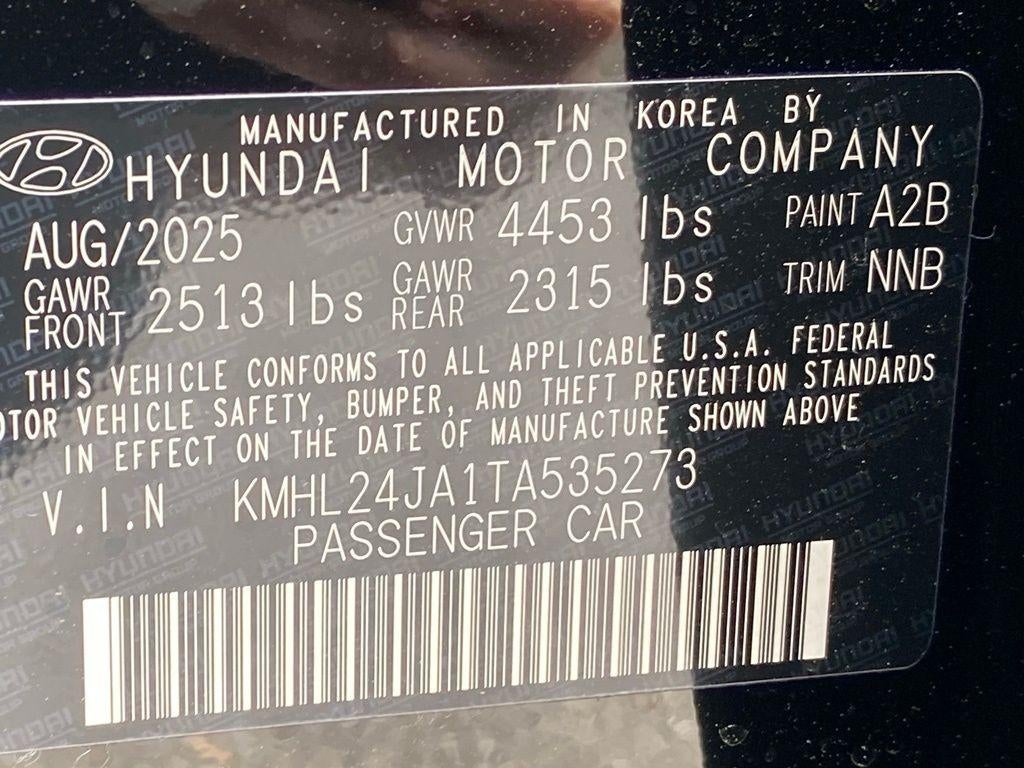 MANUFACTURED IN KOREA BY
HYUNDAI MOTOR COMPANY
AUG/2025 GVWR 4453 lbs PAINT A2B
GAWR FRONT 2513 lbs GAWR REAR 2315 lbs TRIM NNB
THIS VEHICLE CONFORMS TO ALL APPLICABLE U.S.A. FEDERAL
OTOR VEHICLE SAFETY, BUMPER, AND THEFT PREVENTION STANDARDS
IN EFFECT ON THE DATE OF MANUFACTURE SHOWN ABOVE
V.I.N KMHL24JA1TA535273
PASSENGER CAR